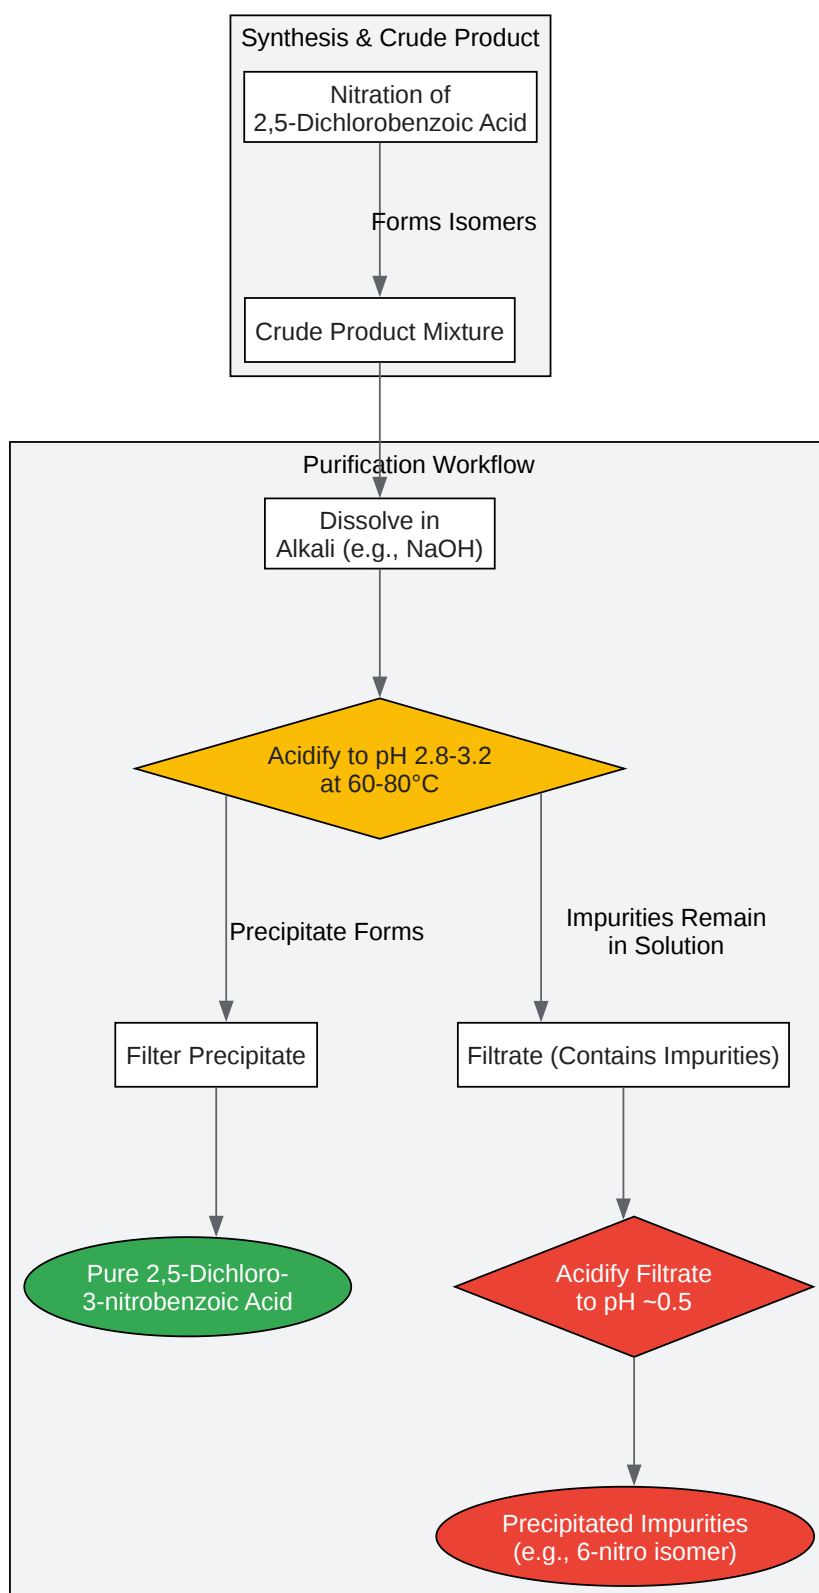 Synthesis & Crude Product
Nitration of
2,5-Dichlorobenzoic Acid
Forms Isomers
Crude Product Mixture
Purification Workflow
Dissolve in
Alkali (e.g., NaOH)
Acidify to pH 2.8-3.2
at 60-80°C
Precipitate Forms
Impurities Remain
in Solution
Filter Precipitate
Filtrate (Contains Impurities)
Pure 2,5-Dichloro-
3-nitrobenzoic Acid
Acidify Filtrate
to pH ~0.5
Precipitated Impurities
(e.g., 6-nitro isomer)